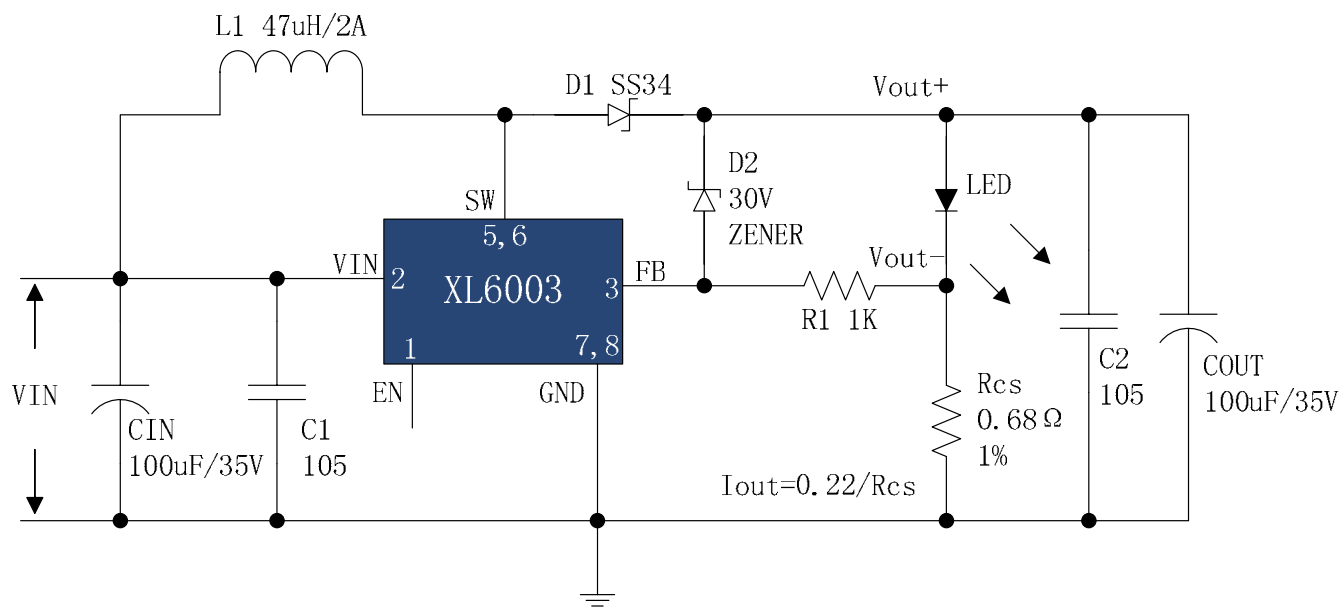 L1 47uH/2A
D1 SS34
Vout+
D2
30V
ZENER
LED
SW
5,6
VIN
2
XL6003
3
FB
Vout-
R1 1K
1
7,8
EN
GND
VIN
CIN
100uF/35V
C1
105
Rcs
0.68Ω
1%
C2
105
COUT
100uF/35V
Iout=0.22/Rcs